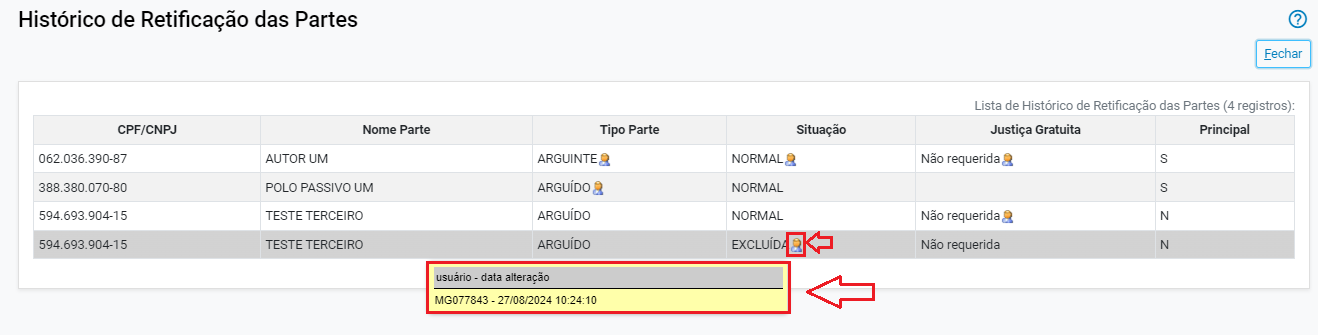 Histórico de Retificação das Partes
?
Fechar
Lista de Histórico de Retificação das Partes (4 registros):
CPF/CNPJ Nome Parte Tipo Parte Situação Justiça Gratuita Principal
062.036.390-87 AUTOR UM ARGUINTE NORMAL Não requerida S
388.380.070-80 POLO PASSIVO UM ARGUÍDO NORMAL S
594.693.904-15 TESTE TERCEIRO ARGUÍDO NORMAL Não requerida N
594.693.904-15 TESTE TERCEIRO ARGUÍDO EXCLUÍDA Não requerida N
usuário - data alteração
MG077843 - 27/08/2024 10:24:10